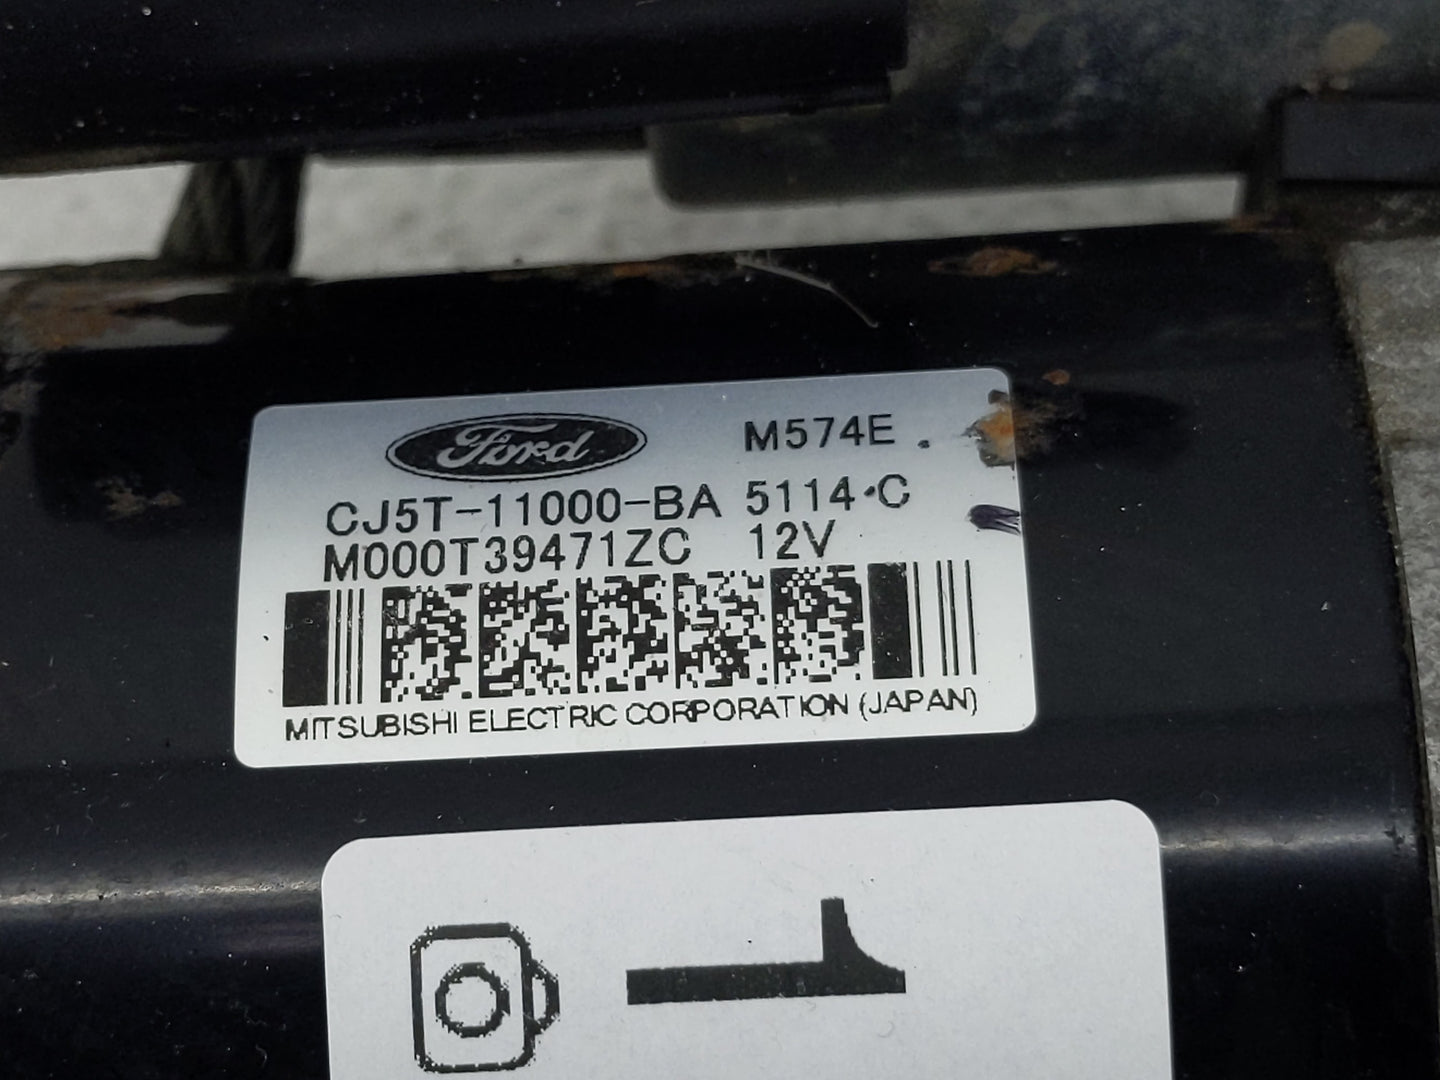 Ford M574E
CJ5T-11000-BA 5114·C
M000T39471ZC 12V
MITSUBISHI ELECTRIC CORPORATION (JAPAN)